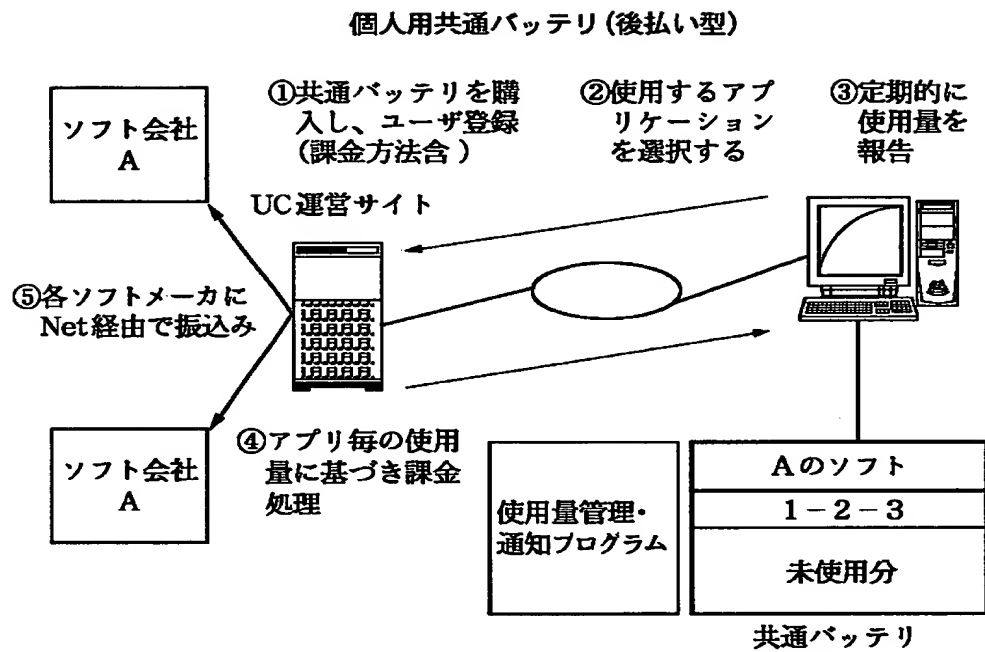 個人用共通バッテリ(後払い型)
ソフト会社
A
①共通バッテリを購
入し、ユーザ登録
(課金方法含 )
②使用するアプ
リケーション
を選択する
③定期的に
使用量を
報告
UC運営サイト
⑤各ソフトメーカに
Net経由で振込み
ソフト会社
A
④アプリ毎の使用
量に基づき課金
処理
使用量管理・
通知プログラム
Aのソフト
1－2－3
未使用分
共通バッテリ